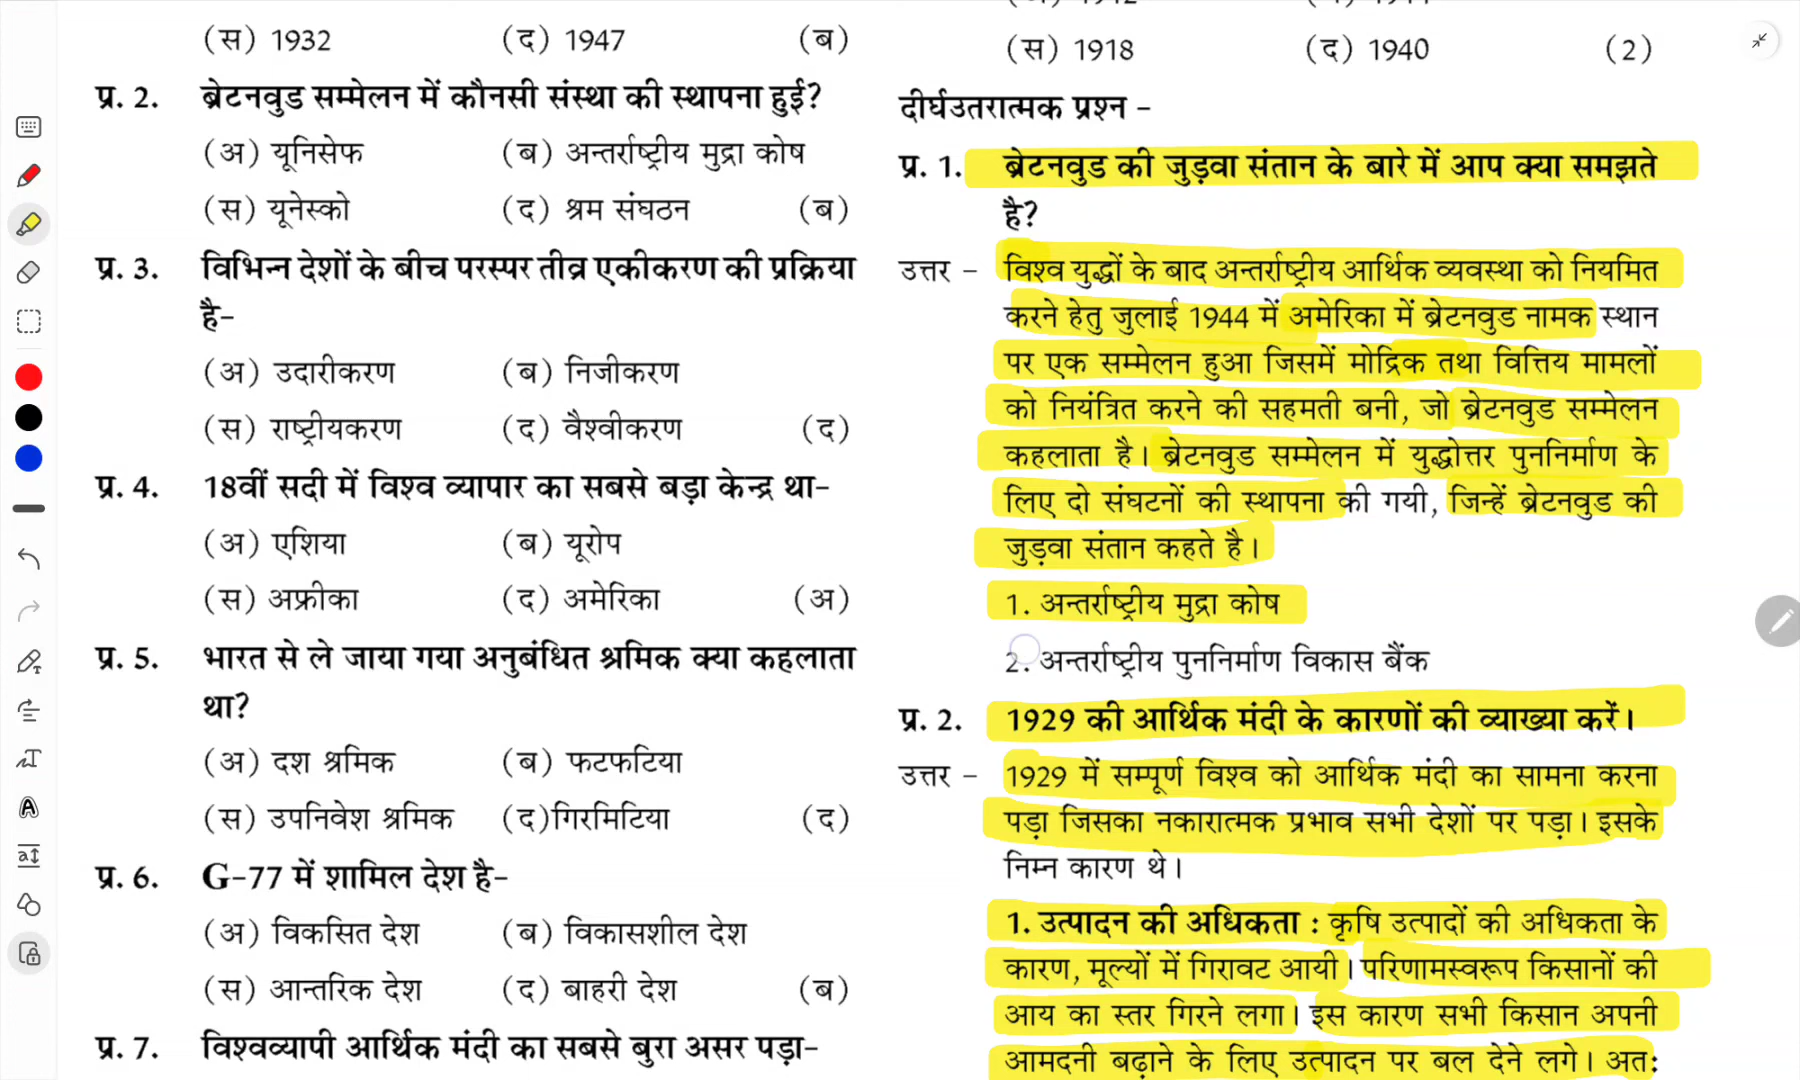 (स) 1932 (द) 1947 (ब)
प्र. 2. ब्रेटनवुड सम्मेलन में कौनसी संस्था की स्थापना हुई?
(अ) यूनिसेफ (ब) अन्तर्राष्ट्रीय मुद्रा कोष
(स) यूनेस्को (द) श्रम संघठन (ब)
प्र. 3. विभिन्न देशों के बीच परस्पर तीव्र एकीकरण की प्रक्रिया
है-
(अ) उदारीकरण (ब) निजीकरण
(स) राष्ट्रीयकरण (द) वैश्वीकरण (द)
प्र. 4. 18वीं सदी में विश्व व्यापार का सबसे बड़ा केन्द्र था-
(अ) एशिया (ब) यूरोप
(स) अफ्रीका (द) अमेरिका (अ)
प्र. 5. भारत से ले जाया गया अनुबंधित श्रमिक क्या कहलाता
था?
(अ) दश श्रमिक (ब) फटफटिया
(स) उपनिवेश श्रमिक (द)गिरमिटिया (द)
प्र. 6. G-77 में शामिल देश है-
(अ) विकसित देश (ब) विकासशील देश
(स) आन्तरिक देश (द) बाहरी देश (ब)
प्र. 7. विश्वव्यापी आर्थिक मंदी का सबसे बुरा असर पड़ा-
(स) 1918 (द) 1940 (2)
दीर्घउतरात्मक प्रश्न -
प्र. 1. ब्रेटनवुड की जुड़वा संतान के बारे में आप क्या समझते
है?
उत्तर - विश्व युद्धों के बाद अन्तर्राष्ट्रीय आर्थिक व्यवस्था को नियमित
करने हेतु जुलाई 1944 में अमेरिका में ब्रेटनवुड नामक स्थान
पर एक सम्मेलन हुआ जिसमें मोद्रिक तथा वित्तिय मामलों
को नियंत्रित करने की सहमती बनी, जो ब्रेटनवुड सम्मेलन
कहलाता है। ब्रेटनवुड सम्मेलन में युद्धोत्तर पुननिर्माण के
लिए दो संघटनों की स्थापना की गयी, जिन्हें ब्रेटनवुड की
जुड़वा संतान कहते है।
1. अन्तर्राष्ट्रीय मुद्रा कोष
2. अन्तर्राष्ट्रीय पुननिर्माण विकास बैंक
प्र. 2. 1929 की आर्थिक मंदी के कारणों की व्याख्या करें।
उत्तर - 1929 में सम्पूर्ण विश्व को आर्थिक मंदी का सामना करना
पड़ा जिसका नकारात्मक प्रभाव सभी देशों पर पड़ा। इसके
निम्न कारण थे।
1. उत्पादन की अधिकता : कृषि उत्पादों की अधिकता के
कारण, मूल्यों में गिरावट आयी। परिणामस्वरूप किसानों की
आय का स्तर गिरने लगा। इस कारण सभी किसान अपनी
आमदनी बढ़ाने के लिए उत्पादन पर बल देने लगे। अत: